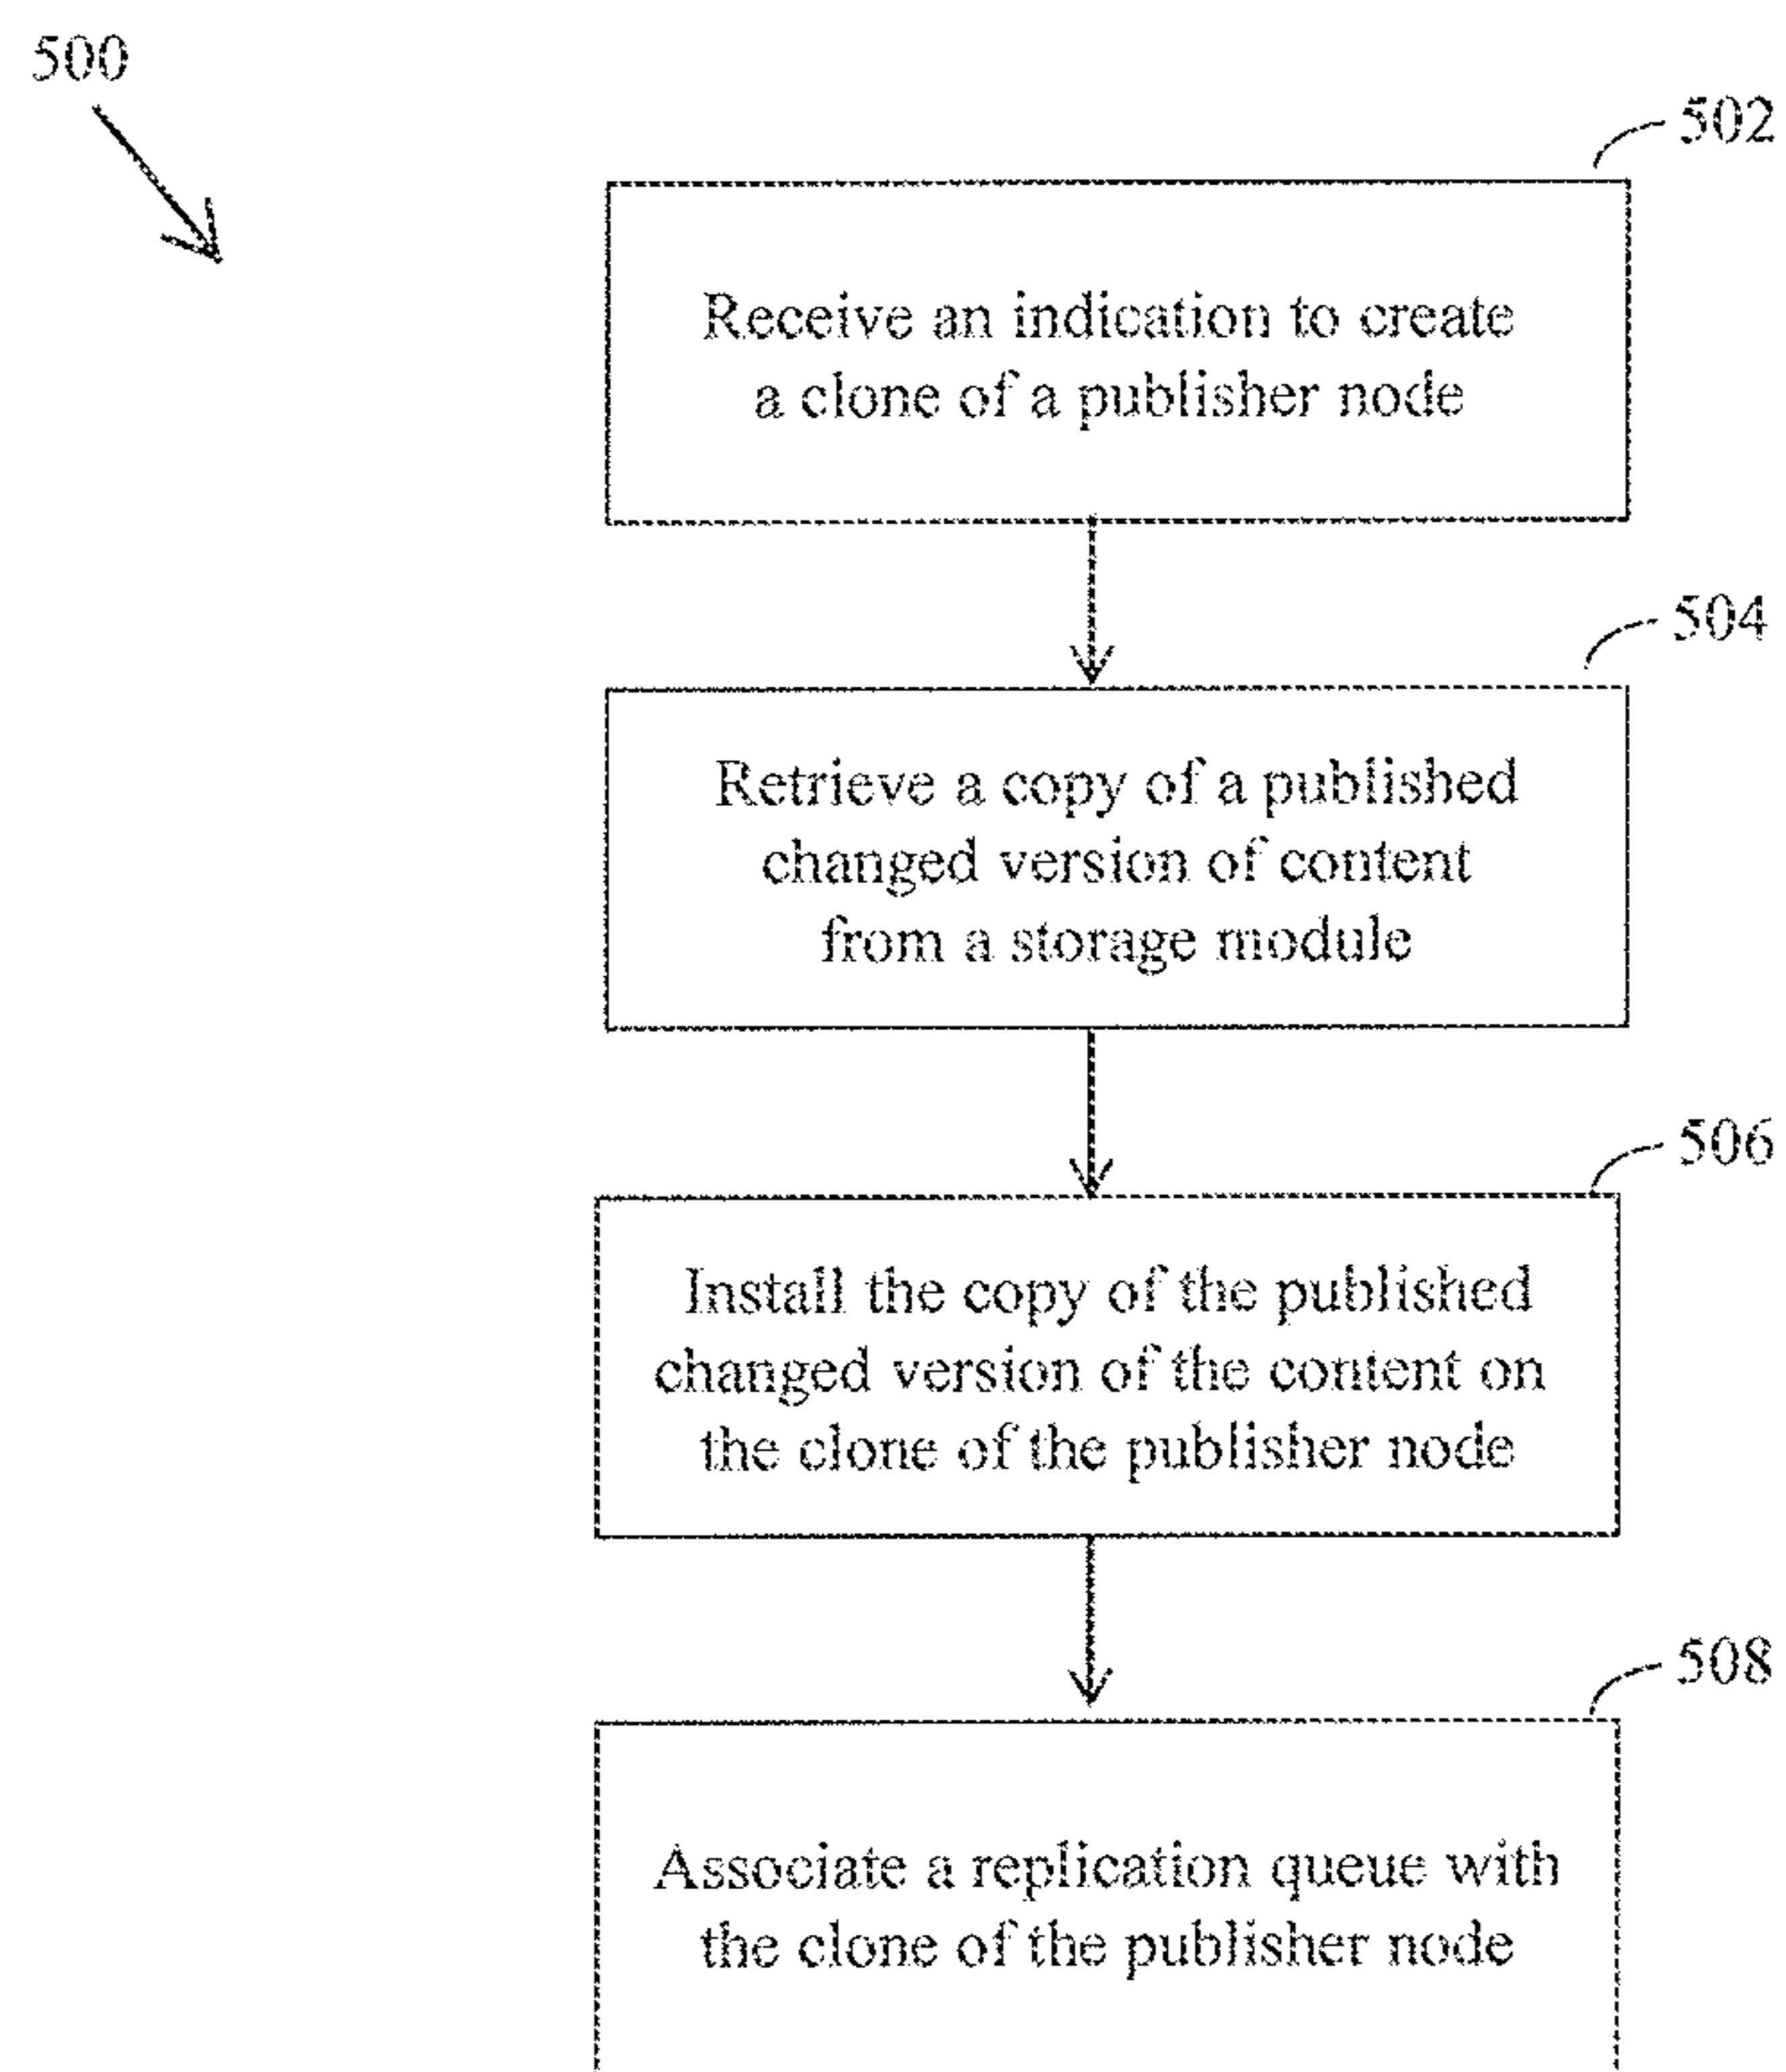 500
502
Receive an indication to create
a clone of a publisher node
504
Retrieve a copy of a published
changed version of content
from a storage module
506
Install the copy of the published
changed version of the content on
the clone of the publisher node
508
Associate a replication queue with
the clone of the publisher node